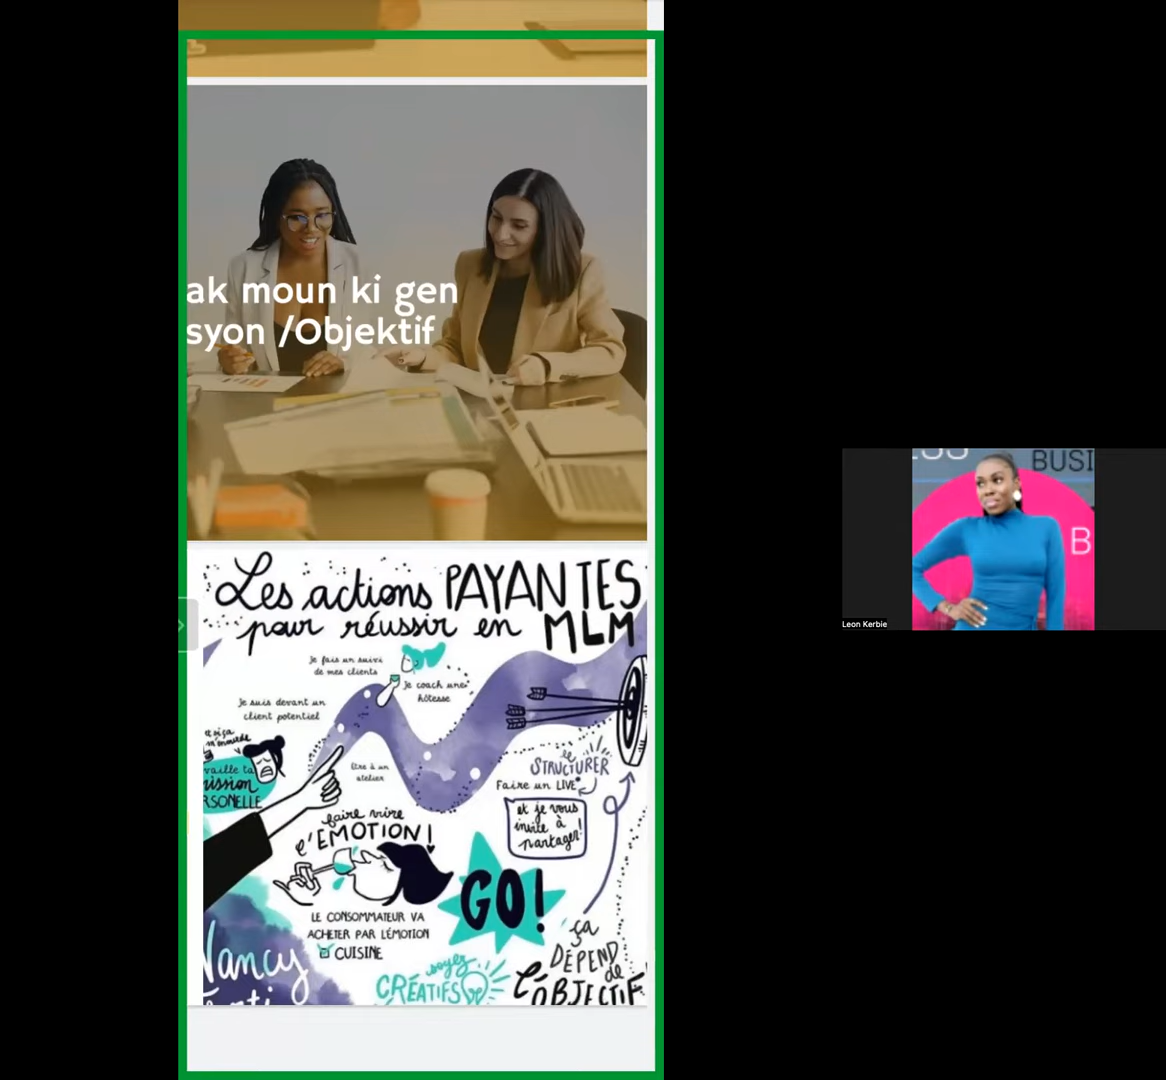 ak moun ki gen
syon /Objektif
Les actions PAYANTES
pour réussir en MLM
je fais un suivi
de mes clients
je coach une
hôtesse
je suis devant un
client potentiel
être à un
atelier
RSONELLE
se
STRUCTURER
Faire un LIVE
et je vous
invite à
partager!
faire vivre
l'ÉMOTION!
GO!
LE CONSOMMATEUR VA
ACHETER PAR L'ÉMOTION
CUISINE
soyez
CRÉATIFS
ça
DÉPEND
de
L'OBJECTIF
Nancy
BUSI
B
Leon Kerbie